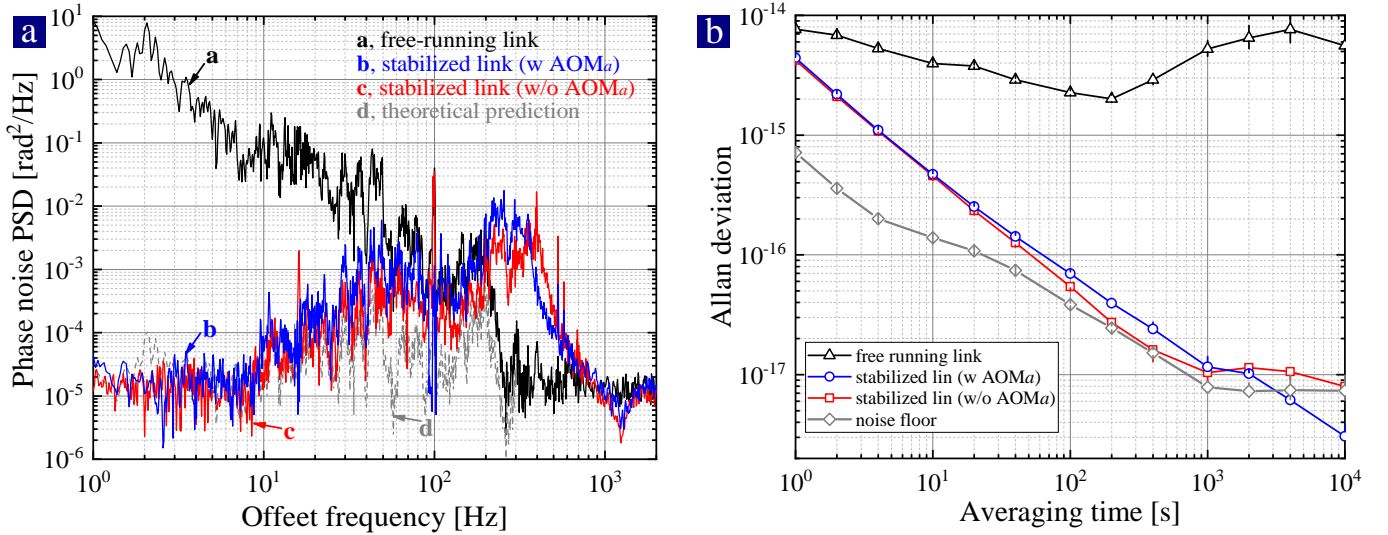 a
Phase noise PSD [rad²/Hz]
10¹
10⁰
10⁻¹
10⁻²
10⁻³
10⁻⁴
10⁻⁵
10⁻⁶
a, free-running link
b, stabilized link (w AOMa)
c, stabilized link (w/o AOMa)
d, theoretical prediction
a
b
c
d
10⁰ 10¹ 10² 10³
Offeet frequency [Hz]
b
Allan deviation
10⁻¹⁴
10⁻¹⁵
10⁻¹⁶
10⁻¹⁷
free running link
stabilized lin (w AOMa)
stabilized lin (w/o AOMa)
noise floor
10⁰ 10¹ 10² 10³ 10⁴
Averaging time [s]